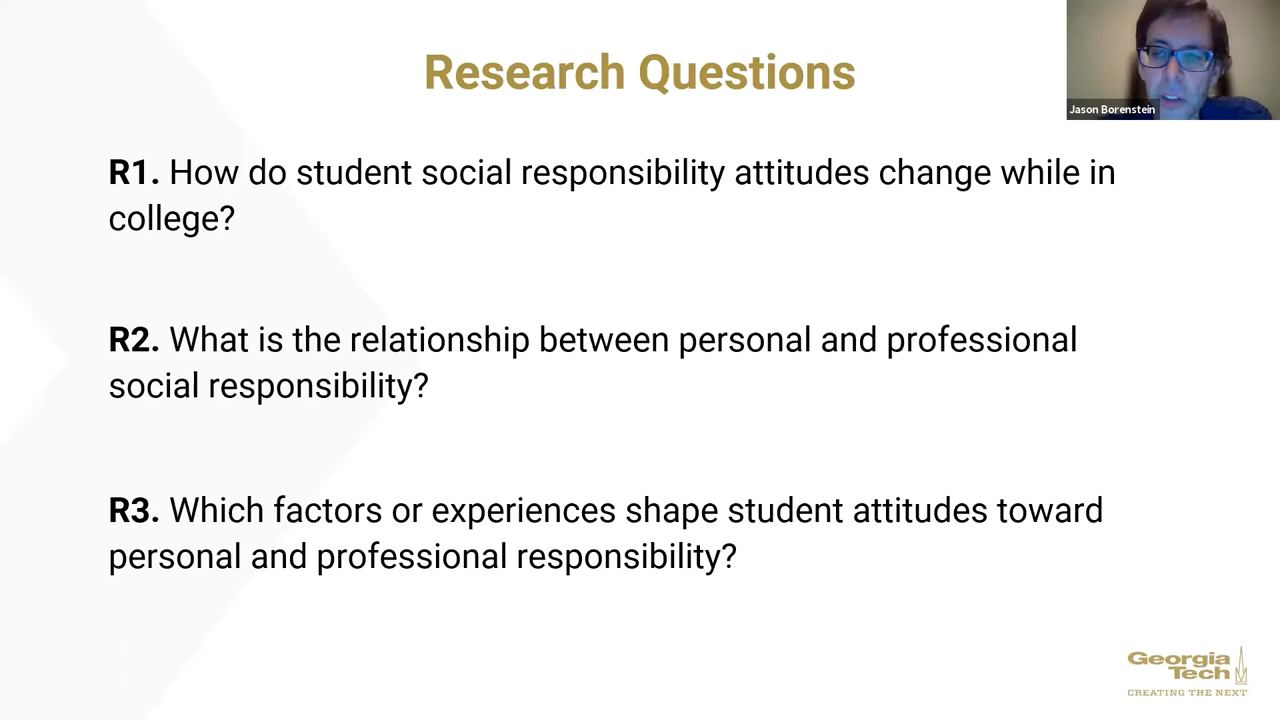 Research Questions
Jason Borenstein
R1. How do student social responsibility attitudes change while in
college?
R2. What is the relationship between personal and professional
social responsibility?
R3. Which factors or experiences shape student attitudes toward
personal and professional responsibility?
Georgia
Tech
CREATING THE NEXT